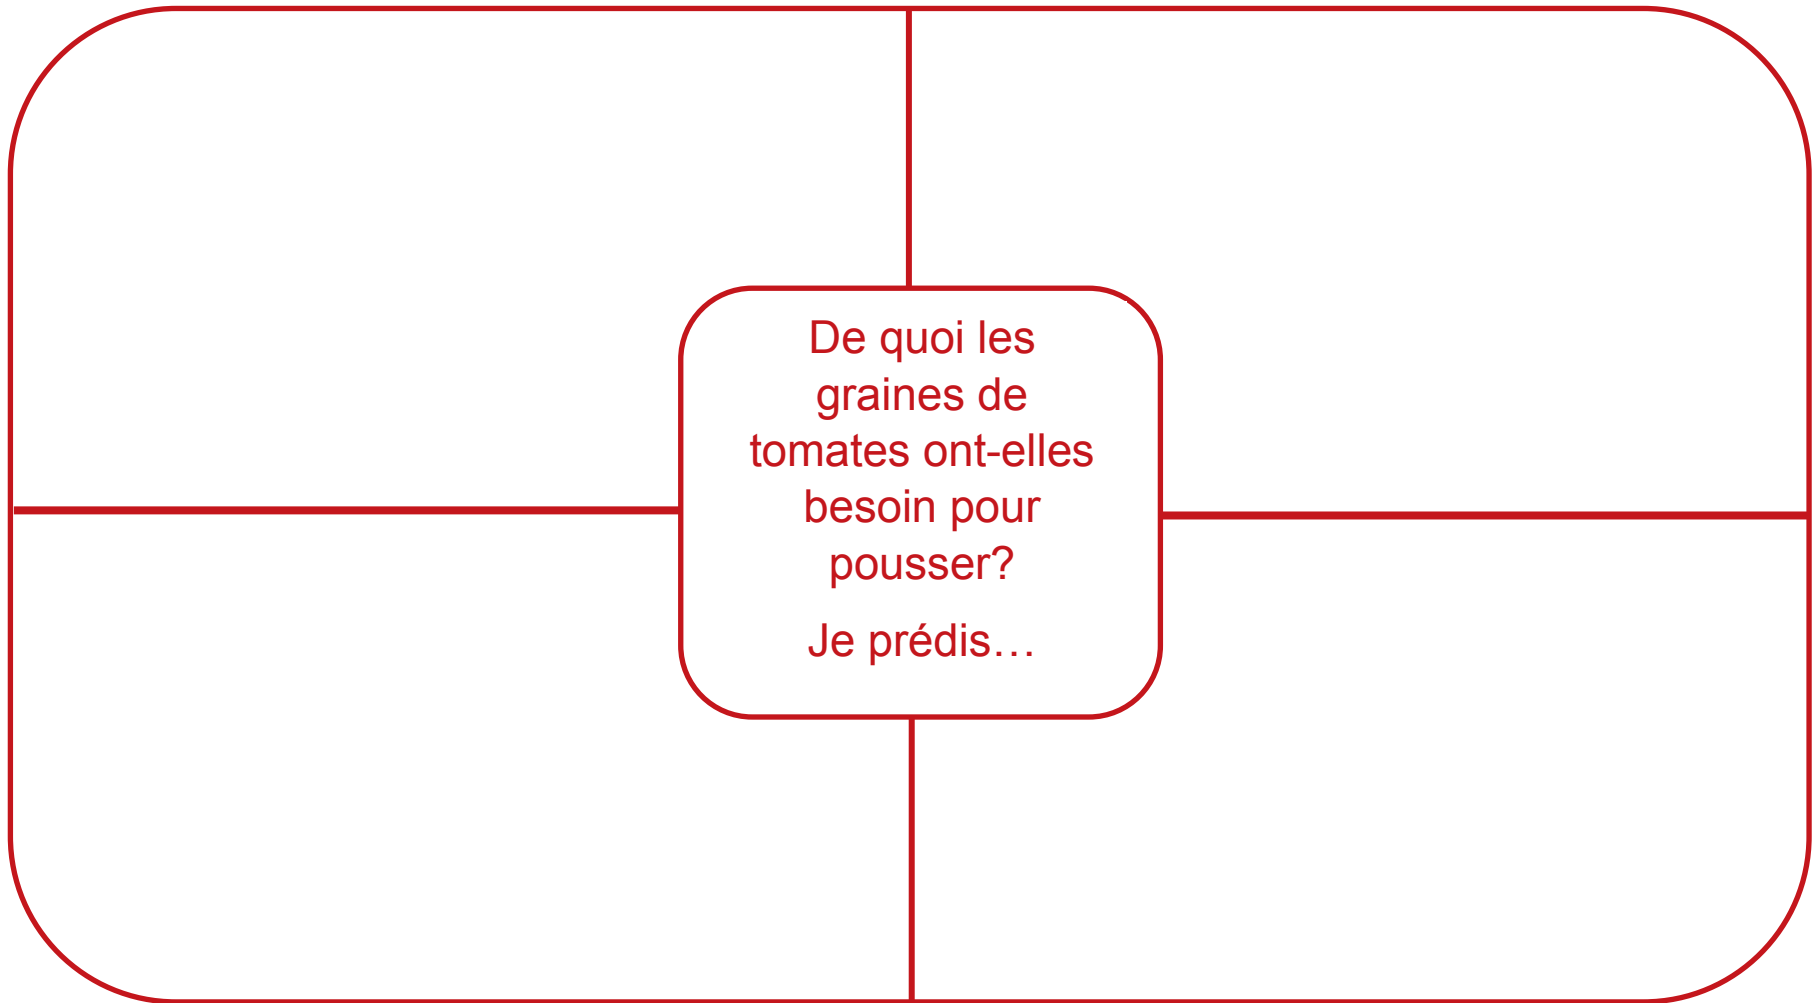 De quoi les
graines de
tomates ont-elles
besoin pour
pousser?
Je prédis…